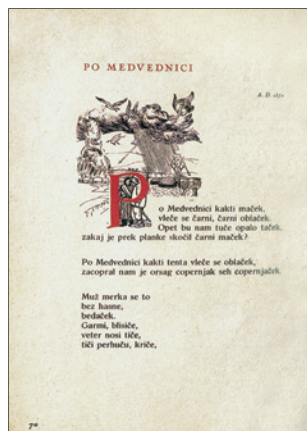 PO MEDVEDNICI
A. D.
Po Medvednici kakti maček,
vleče se čarni, čarni oblaček.
Opet bu nam tuče opalo taček.
zakaj je prek planke skočil čarni maček?
Po Medvednici kakti tenta vleče se oblaček,
zacopral nam je orsag copernjak seh copernjaček.
Muž merka se to
bez hasne,
bedaček.
Garmi, blisiče,
veter nosi tiče,
tiči perhuču, kriče,
70